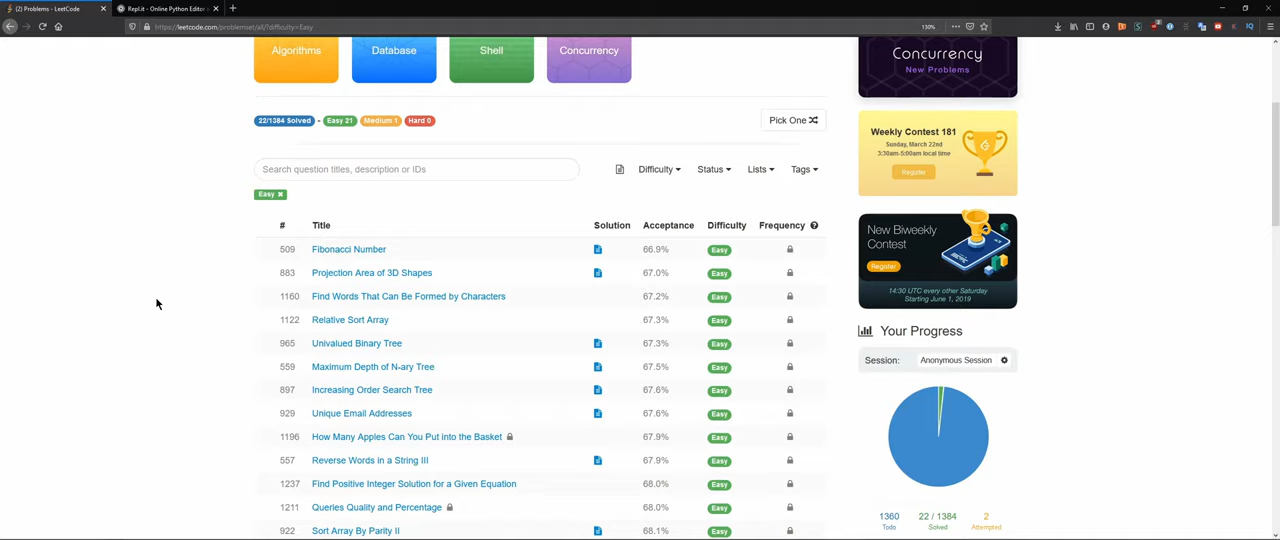 (2) Problems - LeetCode
Repl.it - Online Python Editor a
https://leetcode.com/problemset/all/?difficulty=Easy
130%
Algorithms
Database
Shell
Concurrency
Concurrency
New Problems
22/1384 Solved - Easy 21 Medium 1 Hard 0
Pick One
Weekly Contest 181
Sunday, March 22nd
3:30am-5:00am local time
Register
Search question titles, description or IDs
Difficulty
Status
Lists
Tags
Easy
New Biweekly
Contest
Register
14:30 UTC every other Saturday
Starting June 1, 2019
# Title Solution Acceptance Difficulty Frequency
509 Fibonacci Number 66.9% Easy
883 Projection Area of 3D Shapes 67.0% Easy
1160 Find Words That Can Be Formed by Characters 67.2% Easy
1122 Relative Sort Array 67.3% Easy
965 Univalued Binary Tree 67.3% Easy
559 Maximum Depth of N-ary Tree 67.5% Easy
897 Increasing Order Search Tree 67.6% Easy
929 Unique Email Addresses 67.6% Easy
1196 How Many Apples Can You Put into the Basket 67.9% Easy
557 Reverse Words in a String III 67.9% Easy
1237 Find Positive Integer Solution for a Given Equation 68.0% Easy
1211 Queries Quality and Percentage 68.0% Easy
922 Sort Array By Parity II 68.1% Easy
Your Progress
Session: Anonymous Session
1360 22 / 1384 2
Todo Solved Attempted